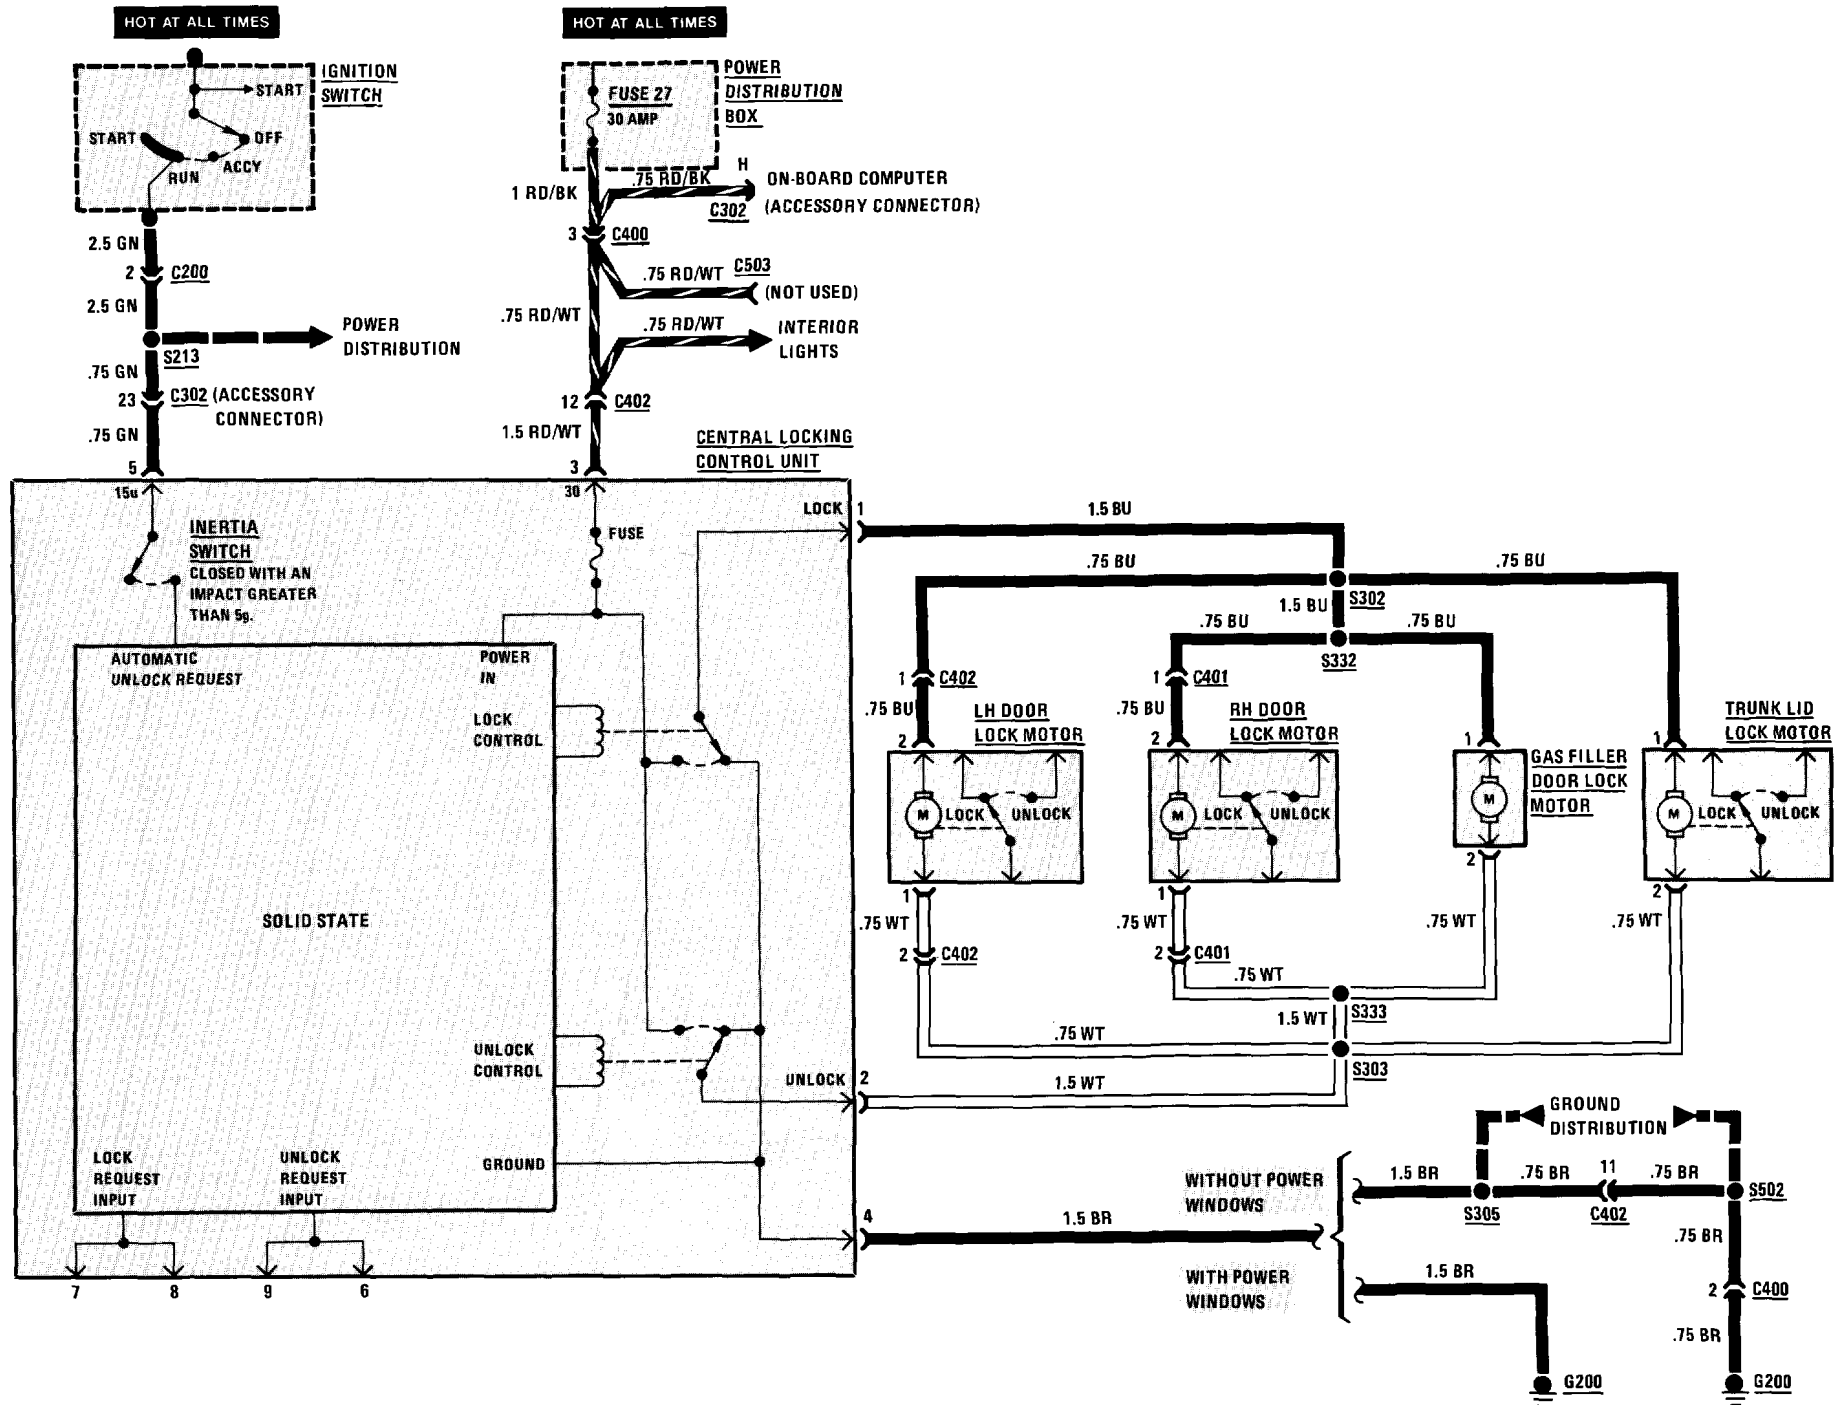 HOT AT ALL TIMES
HOT AT ALL TIMES
IGNITION
SWITCH
START
START
OFF
ACCY
RUN
POWER
DISTRIBUTION
BOX
FUSE 27
30 AMP
H
.75 RD/BK
ON-BOARD COMPUTER
(ACCESSORY CONNECTOR)
1 RD/BK
C302
3
C400
2.5 GN
2
C200
2.5 GN
.75 RD/WT
C503
(NOT USED)
.75 RD/WT
.75 RD/WT
INTERIOR
LIGHTS
POWER
DISTRIBUTION
S213
.75 GN
23
C302 (ACCESSORY
CONNECTOR)
.75 GN
12
C402
1.5 RD/WT
CENTRAL LOCKING
CONTROL UNIT
5
3
15u
30
INERTIA
SWITCH
CLOSED WITH AN
IMPACT GREATER
THAN 5g.
FUSE
LOCK
1
1.5 BU
.75 BU
.75 BU
S302
1.5 BU
.75 BU
.75 BU
S332
AUTOMATIC
UNLOCK REQUEST
POWER
IN
LOCK
CONTROL
1
C402
1
C401
.75 BU
.75 BU
2
2
1
1
LH DOOR
LOCK MOTOR
RH DOOR
LOCK MOTOR
GAS FILLER
DOOR LOCK
MOTOR
TRUNK LID
LOCK MOTOR
M
LOCK
UNLOCK
M
LOCK
UNLOCK
M
M
LOCK
UNLOCK
1
1
2
2
.75 WT
.75 WT
.75 WT
.75 WT
2
C402
2
C401
.75 WT
SOLID STATE
S333
1.5 WT
.75 WT
S303
UNLOCK
CONTROL
UNLOCK
2
1.5 WT
GROUND
DISTRIBUTION
LOCK
REQUEST
INPUT
UNLOCK
REQUEST
INPUT
GROUND
WITHOUT POWER
WINDOWS
1.5 BR
.75 BR
11
.75 BR
S305
C402
S502
4
1.5 BR
.75 BR
WITH POWER
WINDOWS
1.5 BR
2
C400
7
8
9
6
.75 BR
G200
G200